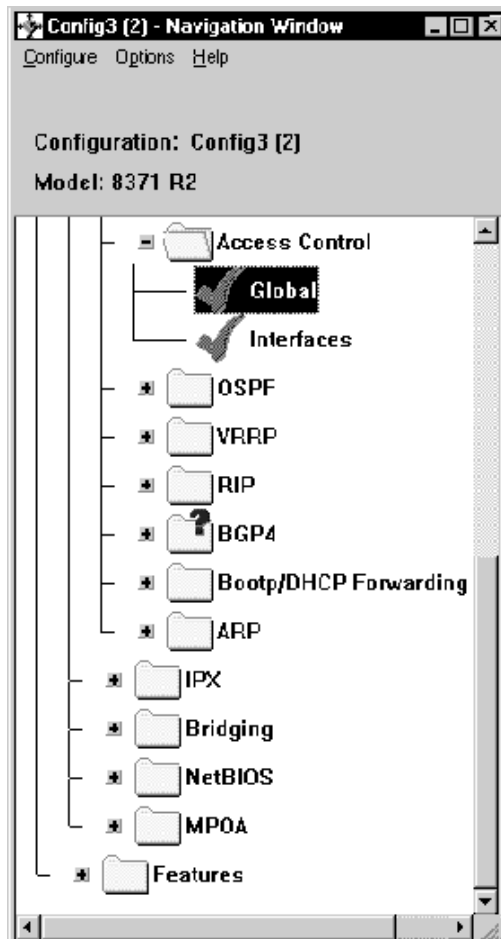 Config3 (2) - Navigation Window
Configure Options Help
Configuration: Config3 (2)
Model: 8371 R2
Access Control
Global
Interfaces
OSPF
VRRP
RIP
BGP4
Bootp/DHCP Forwarding
ARP
IPX
Bridging
NetBIOS
MPOA
Features